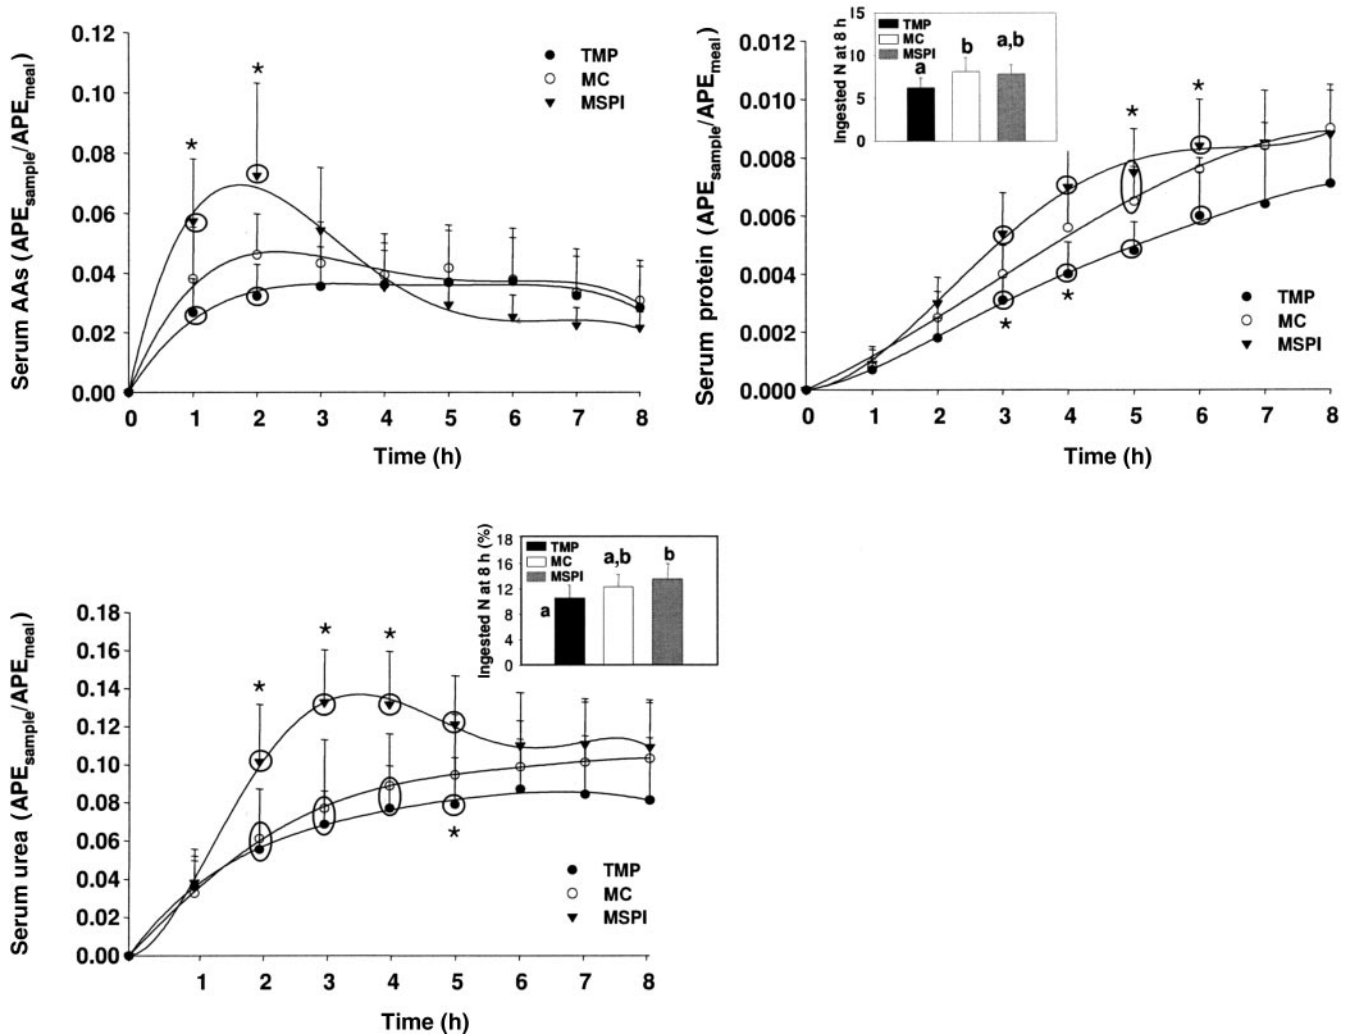 Serum AAs (APEsample/APEmeal)
0.12
0.10
0.08
0.06
0.04
0.02
0.00
*
*
TMP
MC
MSPI
0 1 2 3 4 5 6 7 8
Time (h)
Serum protein (APEsample/APEmeal)
0.012
0.010
0.008
0.006
0.004
0.002
0.000
Ingested N at 8 h
15
10
5
0
TMP
MC
MSPI
a
b
a,b
*
*
*
*
TMP
MC
MSPI
0 1 2 3 4 5 6 7 8
Time (h)
Serum urea (APEsample/APEmeal)
0.18
0.16
0.14
0.12
0.10
0.08
0.06
0.04
0.02
0.00
Ingested N at 8 h (%)
18
16
12
8
4
0
TMP
MC
MSPI
a
a,b
b
*
*
*
*
TMP
MC
MSPI
1 2 3 4 5 6 7 8
Time (h)